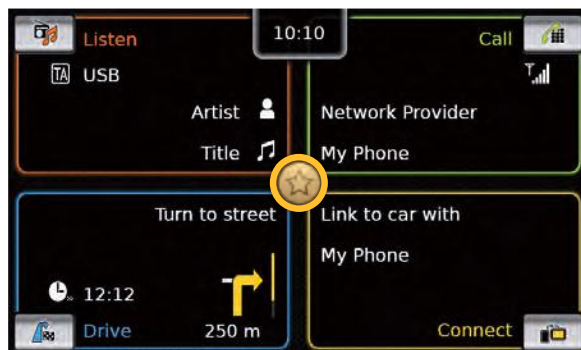 10:10
Listen
TA USB
Artist
Title
Call
Network Provider
My Phone
Turn to street
12:12
250 m
Drive
Link to car with
My Phone
Connect